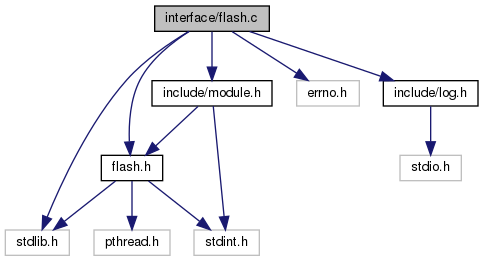 interface/flash.c
include/module.h
errno.h
include/log.h
flash.h
stdio.h
stdlib.h
pthread.h
stdint.h